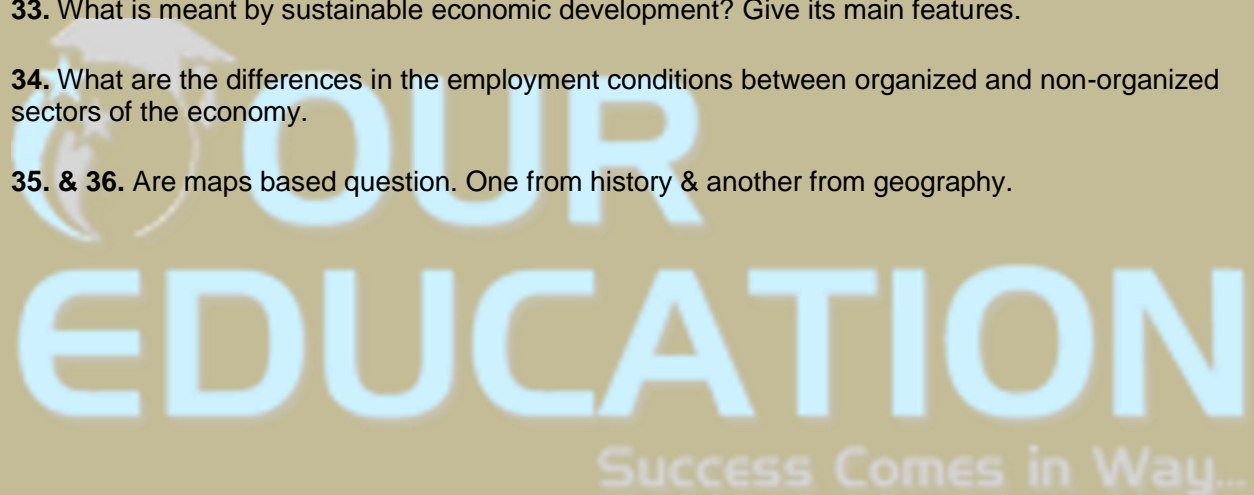 33. What is meant by sustainable economic development? Give its main features.
34. What are the differences in the employment conditions between organized and non-organized
sectors of the economy.
35. & 36. Are maps based question. One from history & another from geography.
OUR
EDUCATION
Success Comes in Way...